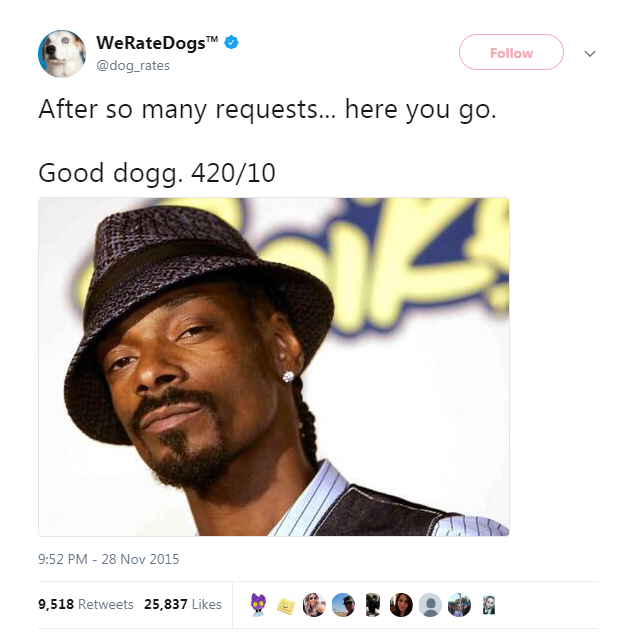 WeRateDogs™
@dog_rates
Follow
After so many requests... here you go.
Good dogg. 420/10
9:52 PM - 28 Nov 2015
9,518 Retweets 25,837 Likes